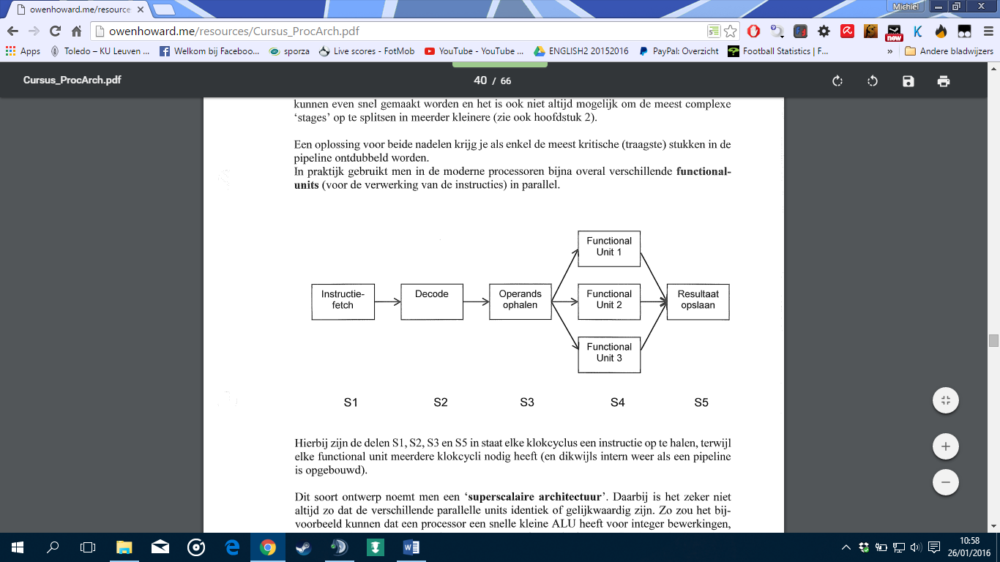 owenhoward.me/resource
Michiel
owenhoward.me/resources/Cursus_ProcArch.pdf
new
Apps
Toledo – KU Leuven ...
Welkom bij Faceboo...
sporza
Live scores - FotMob
YouTube - YouTube ...
ENGLISH2 20152016
PayPal: Overzicht
Football Statistics | F...
»
Andere bladwijzers
Cursus_ProcArch.pdf
40 / 66
kunnen even snel gemaakt worden en het is ook niet altijd mogelijk om de meest complexe
‘stages’ op te splitsen in meerder kleinere (zie ook hoofdstuk 2).
Een oplossing voor beide nadelen krijg je als enkel de meest kritische (traagste) stukken in de
pipeline ontdubbeld worden.
In praktijk gebruikt men in de moderne processoren bijna overal verschillende functional-
units (voor de verwerking van de instructies) in parallel.
Functional
Unit 1
Instructie-
fetch
Decode
Operands
ophalen
Functional
Unit 2
Resultaat
opslaan
Functional
Unit 3
S1
S2
S3
S4
S5
Hierbij zijn de delen S1, S2, S3 en S5 in staat elke klokcyclus een instructie op te halen, terwijl
elke functional unit meerdere klokcycli nodig heeft (en dikwijls intern weer als een pipeline
is opgebouwd).
Dit soort ontwerp noemt men een ‘superscalaire architectuur’. Daarbij is het zeker niet
altijd zo dat de verschillende parallelle units identiek of gelijkwaardig zijn. Zo zou het bij-
voorbeeld kunnen dat een processor een snelle kleine ALU heeft voor integer bewerkingen,
10:58
26/01/2016